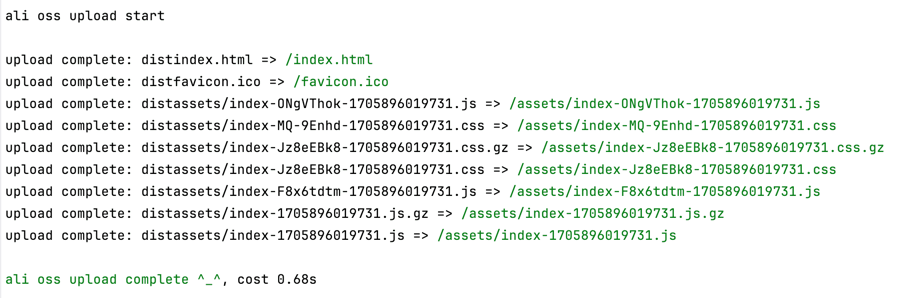 ali oss upload start
upload complete: distindex.html => /index.html
upload complete: distfavicon.ico => /favicon.ico
upload complete: distassets/index-ONgVThok-1705896019731.js => /assets/index-ONgVThok-1705896019731.js
upload complete: distassets/index-MQ-9Enhd-1705896019731.css => /assets/index-MQ-9Enhd-1705896019731.css
upload complete: distassets/index-Jz8eEBk8-1705896019731.css.gz => /assets/index-Jz8eEBk8-1705896019731.css.gz
upload complete: distassets/index-Jz8eEBk8-1705896019731.css => /assets/index-Jz8eEBk8-1705896019731.css
upload complete: distassets/index-F8x6tdtm-1705896019731.js => /assets/index-F8x6tdtm-1705896019731.js
upload complete: distassets/index-1705896019731.js.gz => /assets/index-1705896019731.js.gz
upload complete: distassets/index-1705896019731.js => /assets/index-1705896019731.js
ali oss upload complete ^_^, cost 0.68s